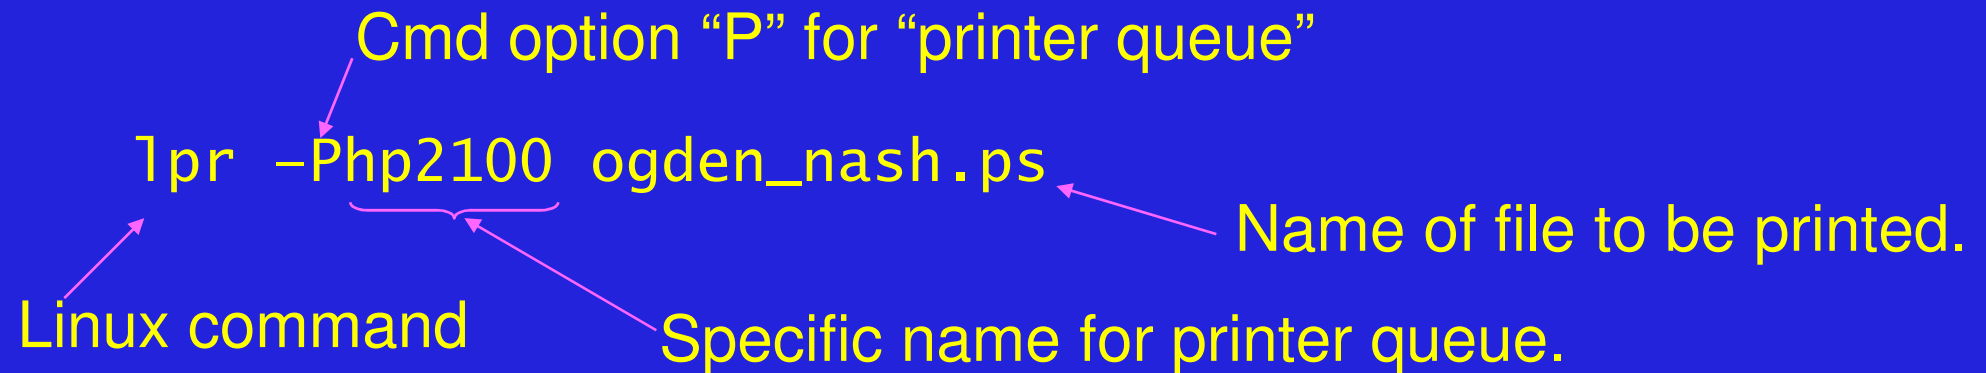 Cmd option “P” for “printer queue”
lpr –Php2100 ogden_nash.ps
Name of file to be printed.
Linux command
Specific name for printer queue.